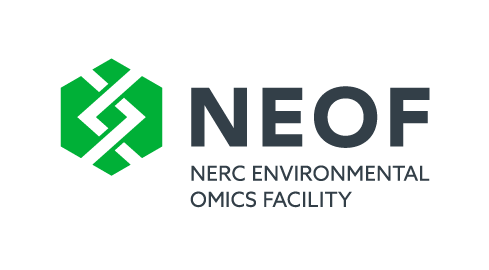 NEOF
NERC ENVIRONMENTAL
OMICS FACILITY